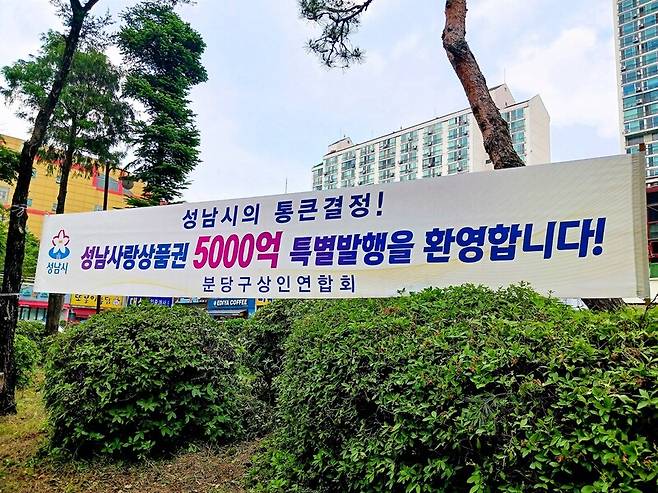 성남시의 통큰결정!
성남시
성남사랑상품권 5000억 특별발행을 환영합니다!
분당구상인연합회
EDIYA COFFEE